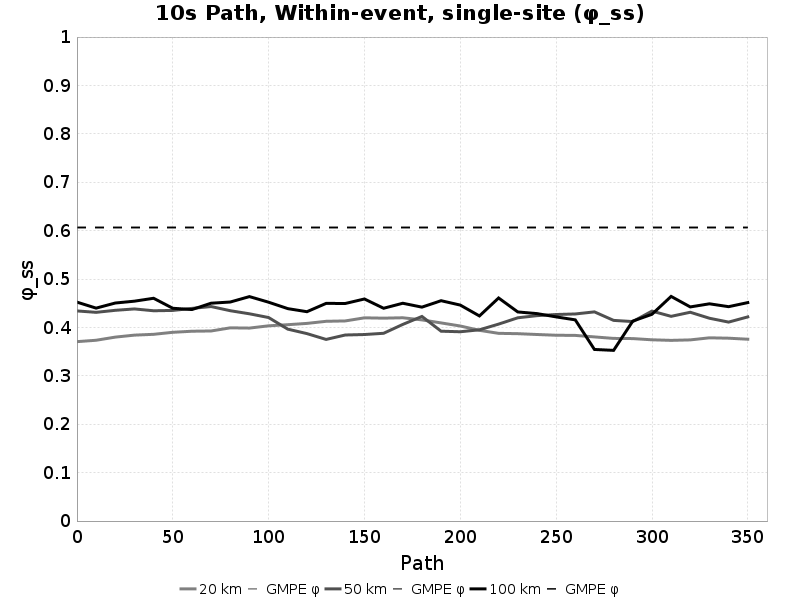 10s Path, Within-event, single-site (φ_ss)
1
0.9
0.8
0.7
0.6
0.5
0.4
0.3
0.2
0.1
0
φ_ss
0 50 100 150 200 250 300 350
Path
20 km GMPE φ 50 km GMPE φ 100 km GMPE φ